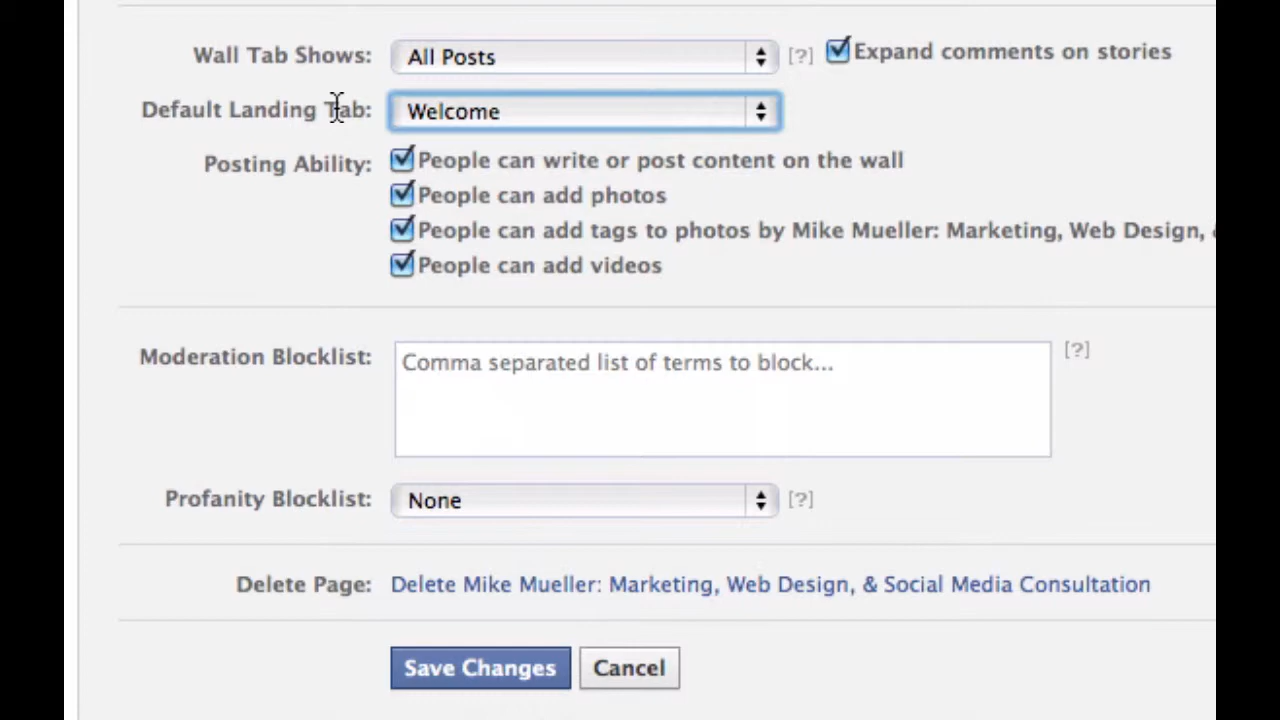 Wall Tab Shows: All Posts [?] Expand comments on stories
Default Landing Tab: Welcome
Posting Ability: People can write or post content on the wall
People can add photos
People can add tags to photos by Mike Mueller: Marketing, Web Design,
People can add videos
Moderation Blocklist: Comma separated list of terms to block... [?]
Profanity Blocklist: None [?]
Delete Page: Delete Mike Mueller: Marketing, Web Design, & Social Media Consultation
Save Changes Cancel